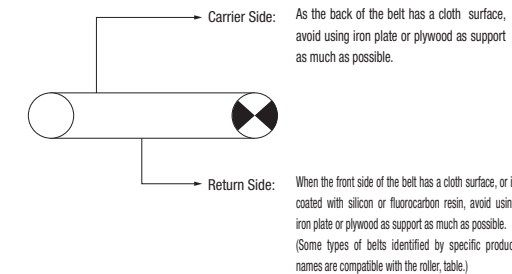 Carrier Side: As the back of the belt has a cloth surface,
avoid using iron plate or plywood as support
as much as possible.
Return Side: When the front side of the belt has a cloth surface, or i
coated with silicon or fluorocarbon resin, avoid usin
iron plate or plywood as support as much as possible.
(Some types of belts identified by specific produc
names are compatible with the roller, table.)